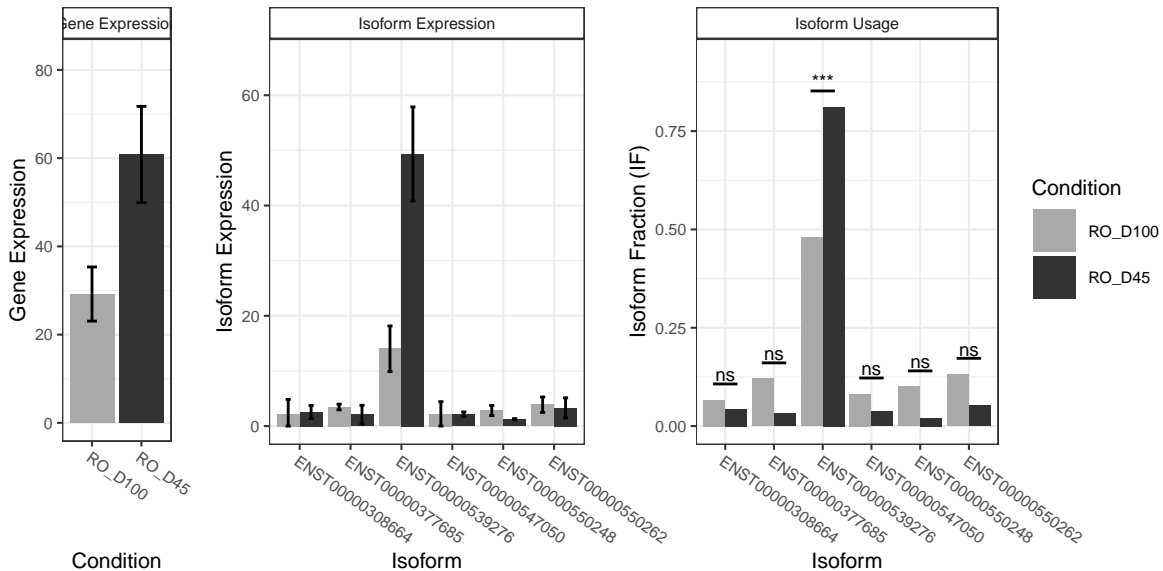 Gene Expression
Gene Expression
80
60
40
20
0
RO_D100
RO_D45
Condition
Isoform Expression
Isoform Expression
60
40
20
0
ENST00000308664
ENST00000377685
ENST00000539276
ENST00000547050
ENST00000550248
ENST00000550262
Isoform
Isoform Usage
Isoform Fraction (IF)
0.75
0.50
0.25
0.00
ns
ns
***
ns
ns
ns
ENST00000308664
ENST00000377685
ENST00000539276
ENST00000547050
ENST00000550248
ENST00000550262
Isoform
Condition
RO_D100
RO_D45